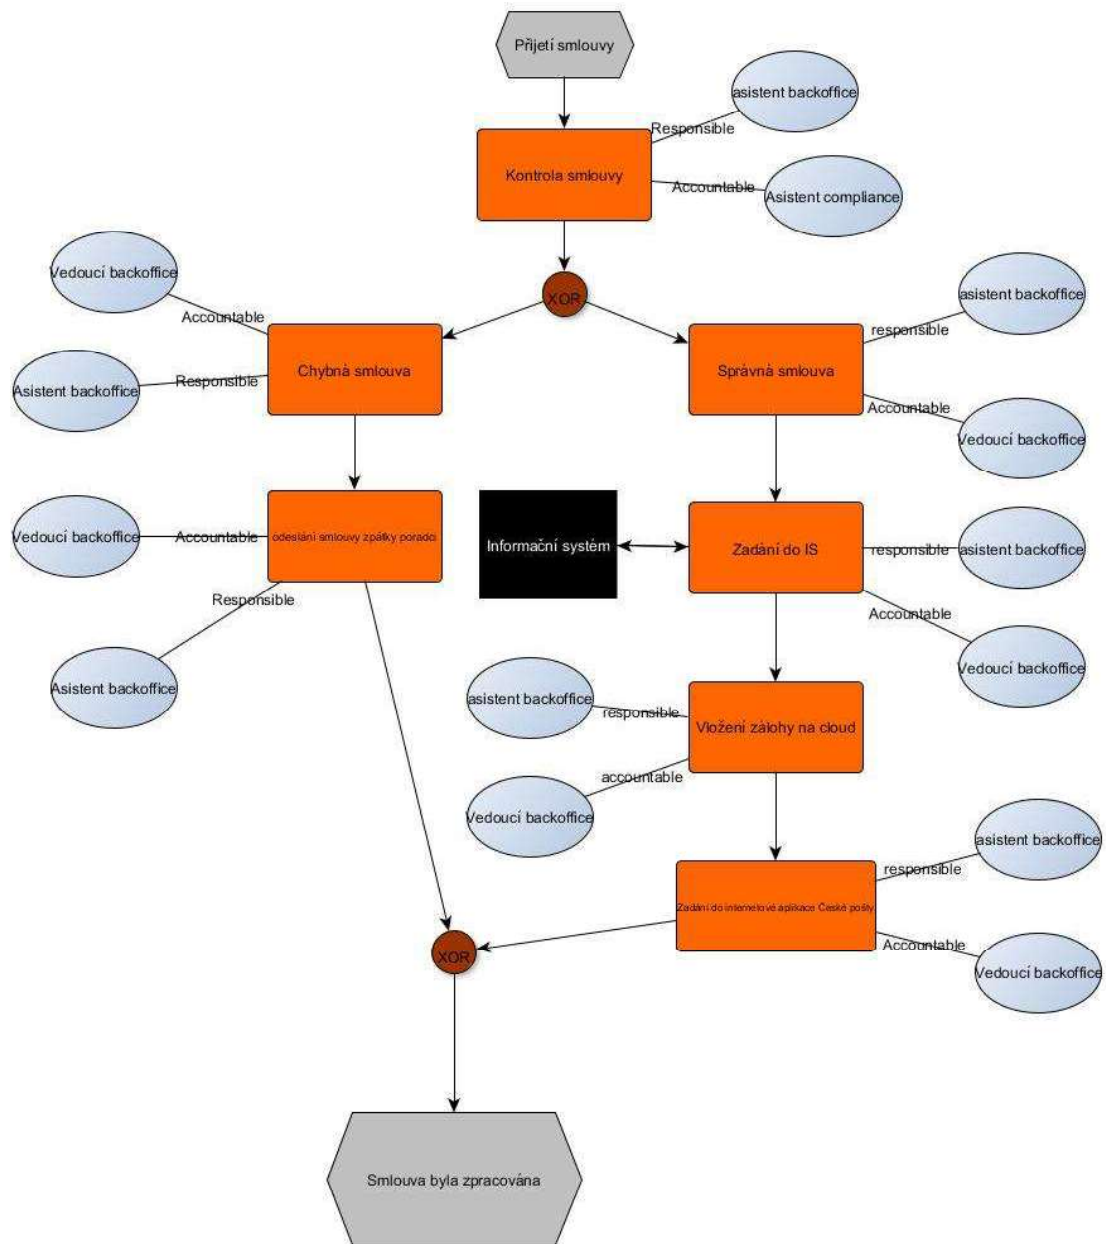 Přijetí smlouvy
asistent backoffice
Responsible
Kontrola smlouvy
Accountable
Asistent compliance
Vedoucí backoffice
XOR
asistent backoffice
Accountable
responsible
Chybná smlouva
Správná smlouva
Asistent backoffice
Responsible
Accountable
Vedoucí backoffice
Vedoucí backoffice
Accountable
odeslání smlouvy zpátky poradci
Informační systém
Zadání do IS
responsible
asistent backoffice
Responsible
Accountable
Asistent backoffice
Vedoucí backoffice
asistent backoffice
responsible
Vložení zálohy na cloud
accountable
Vedoucí backoffice
asistent backoffice
responsible
Zadání do internetové aplikace České pošty
Accountable
XOR
Vedoucí backoffice
Smlouva byla zpracována